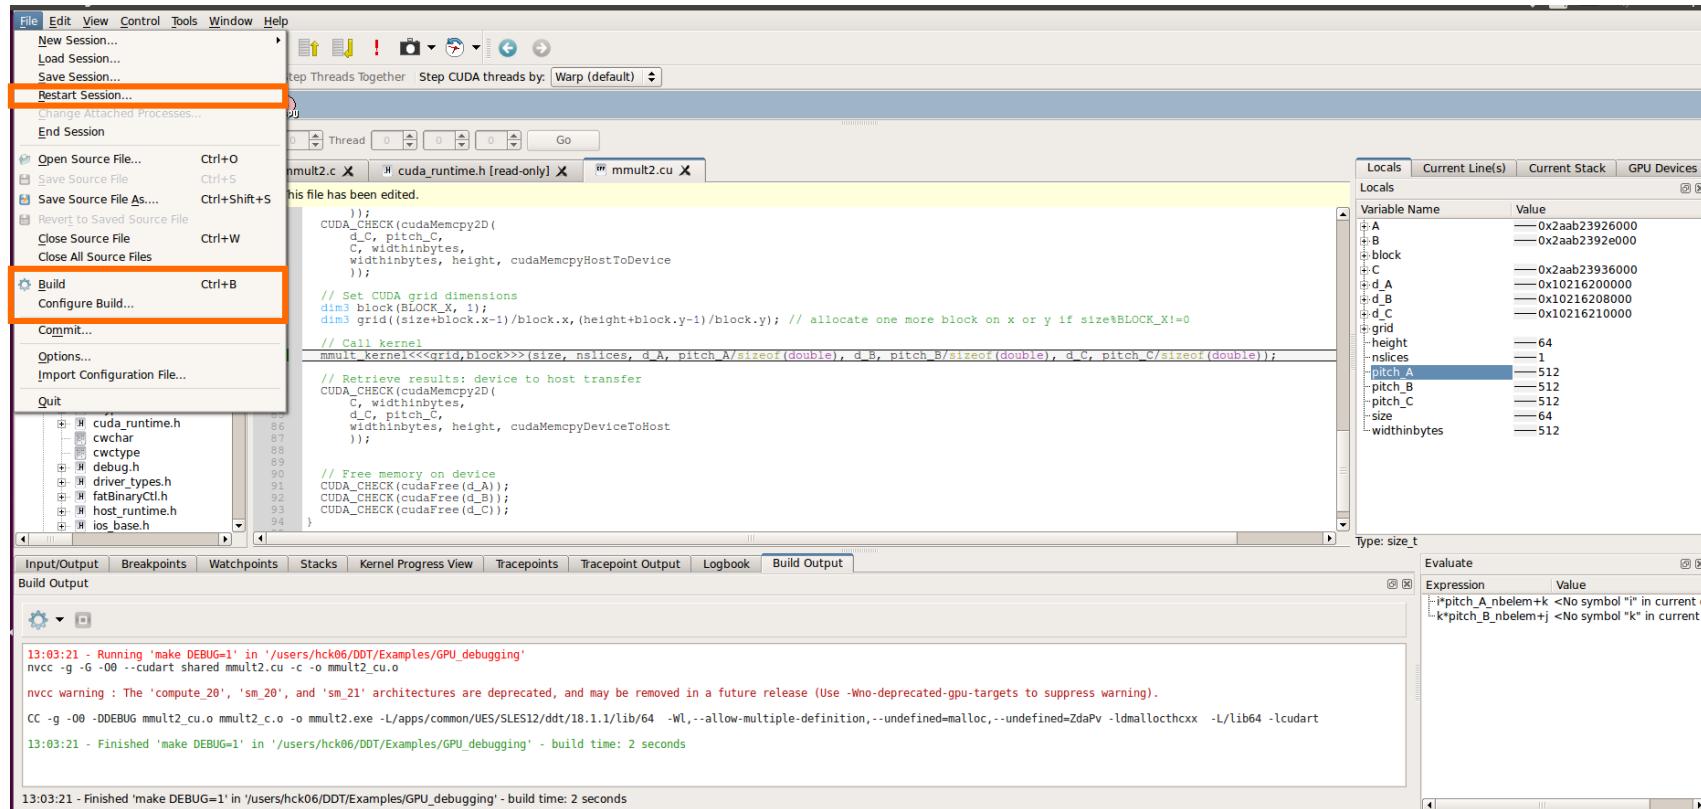 File Edit View Control Tools Window Help
New Session...
Load Session...
Save Session...
Restart Session...
Change Attached Processes...
End Session
Open Source File... Ctrl+O
Save Source File Ctrl+S
Save Source File As.... Ctrl+Shift+S
Revert to Saved Source File
Close Source File Ctrl+W
Close All Source Files
Build Ctrl+B
Configure Build...
Commit...
Options...
Import Configuration File...
Quit
tep Threads Together Step CUDA threads by: Warp (default)
0 Thread 0 0 0 Go
mmult2.c cuda_runtime.h [read-only] mmult2.cu
his file has been edited.
));
CUDA_CHECK(cudaMemcpy2D(
d_C, pitch_C,
C, widthinbytes,
widthinbytes, height, cudaMemcpyHostToDevice
));
// Set CUDA grid dimensions
dim3 block(BLOCK_X, 1);
dim3 grid((size+block.x-1)/block.x,(height+block.y-1)/block.y); // allocate one more block on x or y if size%BLOCK_X!=0
// Call kernel
mmult_kernel<<<grid,block>>>(size, nslices, d_A, pitch_A/sizeof(double), d_B, pitch_B/sizeof(double), d_C, pitch_C/sizeof(double));
// Retrieve results: device to host transfer
CUDA_CHECK(cudaMemcpy2D(
C, widthinbytes,
85 d_C, pitch_C,
86 widthinbytes, height, cudaMemcpyDeviceToHost
87 ));
88
89
90 // Free memory on device
91 CUDA_CHECK(cudaFree(d_A));
92 CUDA_CHECK(cudaFree(d_B));
93 CUDA_CHECK(cudaFree(d_C));
94 }
cuda_runtime.h
cwchar
cwctype
debug.h
driver_types.h
fatBinaryCtl.h
host_runtime.h
ios_base.h
Locals Current Line(s) Current Stack GPU Devices
Locals
Variable Name Value
A 0x2aab23926000
B 0x2aab2392e000
block
C 0x2aab23936000
d_A 0x10216200000
d_B 0x10216208000
d_C 0x10216210000
grid
height 64
nslices 1
pitch_A 512
pitch_B 512
pitch_C 512
size 64
widthinbytes 512
Type: size_t
Input/Output Breakpoints Watchpoints Stacks Kernel Progress View Tracepoints Tracepoint Output Logbook Build Output
Build Output
13:03:21 - Running 'make DEBUG=1' in '/users/hck06/DDT/Examples/GPU_debugging'
nvcc -g -G -O0 --cudart shared mmult2.cu -c -o mmult2_cu.o
nvcc warning : The 'compute_20', 'sm_20', and 'sm_21' architectures are deprecated, and may be removed in a future release (Use -Wno-deprecated-gpu-targets to suppress warning).
CC -g -O0 -DDEBUG mmult2_cu.o mmult2_c.o -o mmult2.exe -L/apps/common/UES/SLES12/ddt/18.1.1/lib/64 -Wl,--allow-multiple-definition,--undefined=malloc,--undefined=ZdaPv -ldmallocthcxx -L/lib64 -lcudart
13:03:21 - Finished 'make DEBUG=1' in '/users/hck06/DDT/Examples/GPU_debugging' - build time: 2 seconds
13:03:21 - Finished 'make DEBUG=1' in '/users/hck06/DDT/Examples/GPU_debugging' - build time: 2 seconds
Evaluate
Expression Value
i*pitch_A_nbelem+k <No symbol "i" in current
k*pitch_B_nbelem+j <No symbol "k" in current